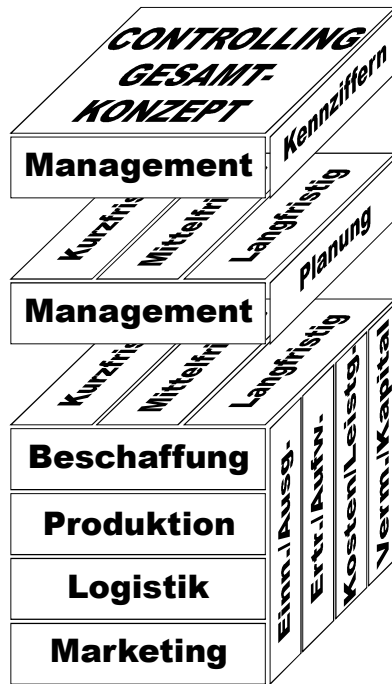 CONTROLLING
GESAMT-
KONZEPT
Management
Kennziffern
Kurzfris
Mittelfri
Langfristig
Management
Planung
Kurzfris
Mittelfri
Langfristig
Beschaffung
Produktion
Logistik
Marketing
Einn./Ausg.
Ertr./Aufw.
Kosten/Leistg.
Verm./Kapital